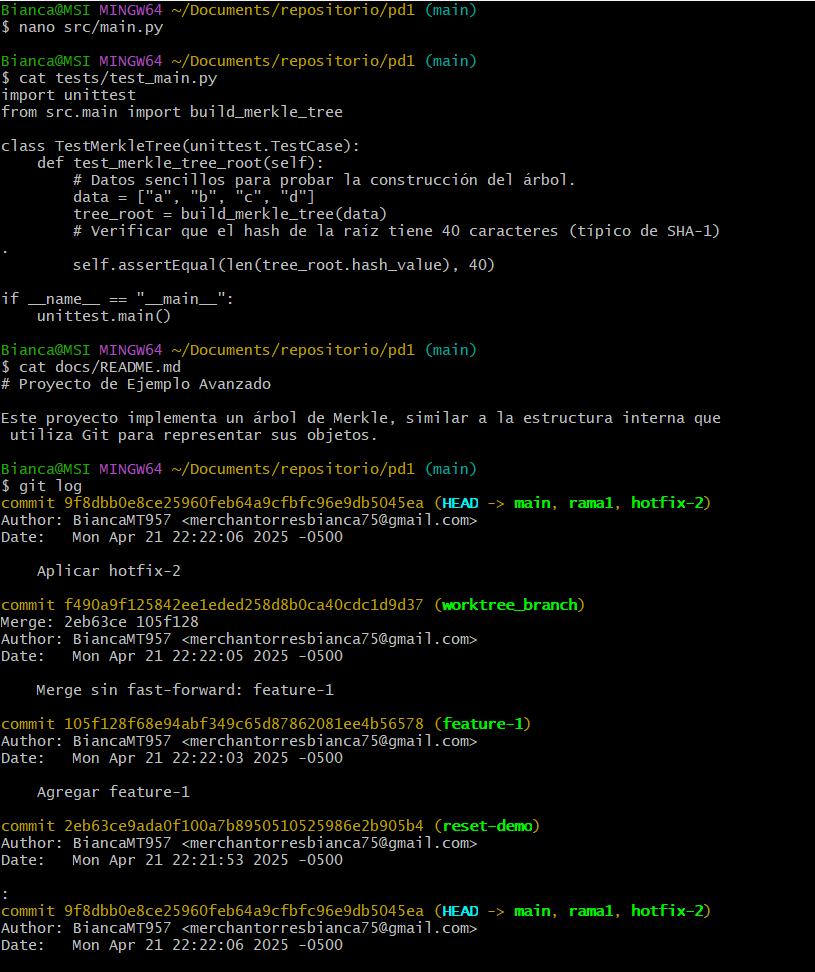 Bianca@MSI MINGW64 ~/Documents/repositorio/pd1 (main)
$ nano src/main.py
Bianca@MSI MINGW64 ~/Documents/repositorio/pd1 (main)
$ cat tests/test_main.py
import unittest
from src.main import build_merkle_tree
class TestMerkleTree(unittest.TestCase):
    def test_merkle_tree_root(self):
        # Datos sencillos para probar la construcción del árbol.
        data = ["a", "b", "c", "d"]
        tree_root = build_merkle_tree(data)
        # Verificar que el hash de la raíz tiene 40 caracteres (típico de SHA-1)
.
        self.assertEqual(len(tree_root.hash_value), 40)
if __name__ == "__main__":
    unittest.main()
Bianca@MSI MINGW64 ~/Documents/repositorio/pd1 (main)
$ cat docs/README.md
# Proyecto de Ejemplo Avanzado
Este proyecto implementa un árbol de Merkle, similar a la estructura interna que
 utiliza Git para representar sus objetos.
Bianca@MSI MINGW64 ~/Documents/repositorio/pd1 (main)
$ git log
commit 9f8dbb0e8ce25960feb64a9cfbfc96e9db5045ea (HEAD -> main, rama1, hotfix-2)
Author: BiancaMT957 <merchantorresbianca75@gmail.com>
Date:   Mon Apr 21 22:22:06 2025 -0500
    Aplicar hotfix-2
commit f490a9f125842ee1eded258d8b0ca40cdc1d9d37 (worktree_branch)
Merge: 2eb63ce 105f128
Author: BiancaMT957 <merchantorresbianca75@gmail.com>
Date:   Mon Apr 21 22:22:05 2025 -0500
    Merge sin fast-forward: feature-1
commit 105f128f68e94abf349c65d87862081ee4b56578 (feature-1)
Author: BiancaMT957 <merchantorresbianca75@gmail.com>
Date:   Mon Apr 21 22:22:03 2025 -0500
    Agregar feature-1
commit 2eb63ce9ada0f100a7b8950510525986e2b905b4 (reset-demo)
Author: BiancaMT957 <merchantorresbianca75@gmail.com>
Date:   Mon Apr 21 22:21:53 2025 -0500
:
commit 9f8dbb0e8ce25960feb64a9cfbfc96e9db5045ea (HEAD -> main, rama1, hotfix-2)
Author: BiancaMT957 <merchantorresbianca75@gmail.com>
Date:   Mon Apr 21 22:22:06 2025 -0500